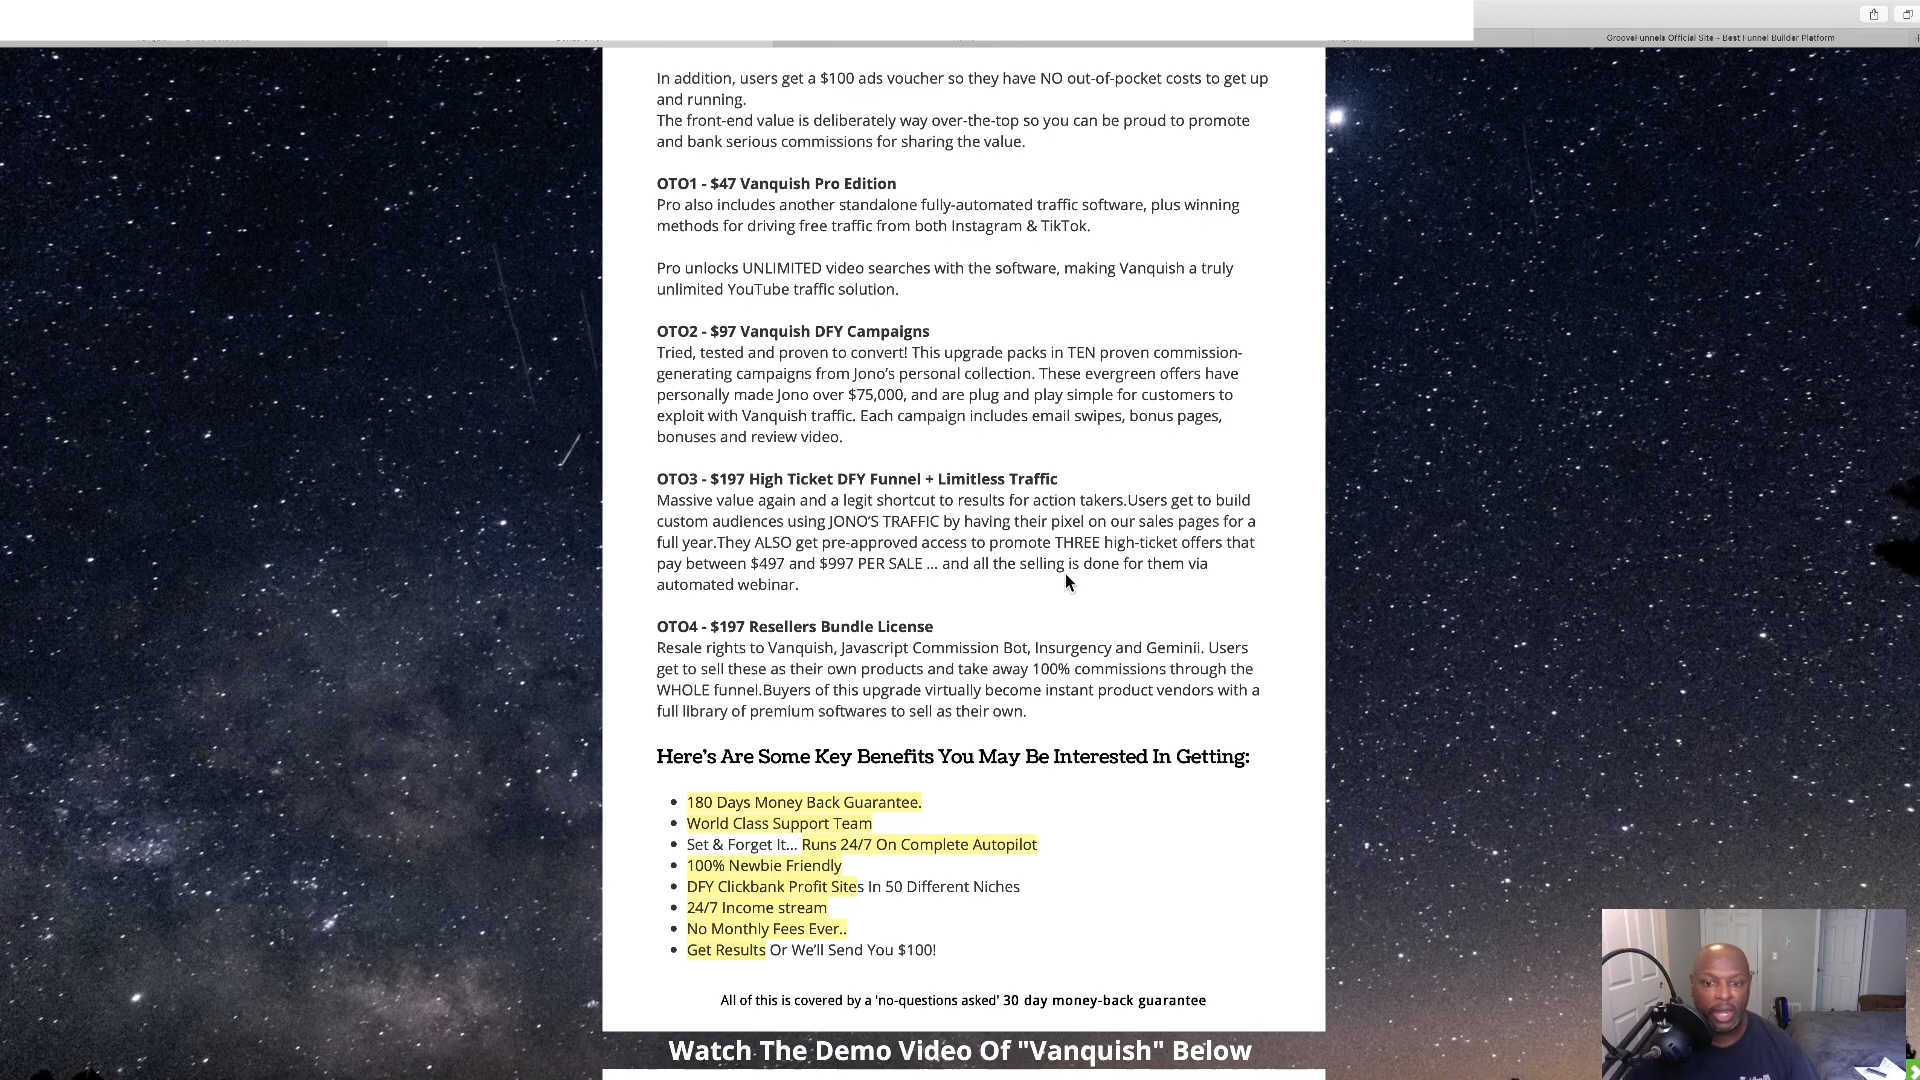 GrooveFunnels Official Site - Best Funnel Builder Platform
In addition, users get a $100 ads voucher so they have NO out-of-pocket costs to get up
and running.
The front-end value is deliberately way over-the-top so you can be proud to promote
and bank serious commissions for sharing the value.
OTO1 - $47 Vanquish Pro Edition
Pro also includes another standalone fully-automated traffic software, plus winning
methods for driving free traffic from both Instagram & TikTok.
Pro unlocks UNLIMITED video searches with the software, making Vanquish a truly
unlimited YouTube traffic solution.
OTO2 - $97 Vanquish DFY Campaigns
Tried, tested and proven to convert! This upgrade packs in TEN proven commission-
generating campaigns from Jono’s personal collection. These evergreen offers have
personally made Jono over $75,000, and are plug and play simple for customers to
exploit with Vanquish traffic. Each campaign includes email swipes, bonus pages,
bonuses and review video.
OTO3 - $197 High Ticket DFY Funnel + Limitless Traffic
Massive value again and a legit shortcut to results for action takers.Users get to build
custom audiences using JONO’S TRAFFIC by having their pixel on our sales pages for a
full year.They ALSO get pre-approved access to promote THREE high-ticket offers that
pay between $497 and $997 PER SALE ... and all the selling is done for them via
automated webinar.
OTO4 - $197 Resellers Bundle License
Resale rights to Vanquish, Javascript Commission Bot, Insurgency and Geminii. Users
get to sell these as their own products and take away 100% commissions through the
WHOLE funnel.Buyers of this upgrade virtually become instant product vendors with a
full library of premium softwares to sell as their own.
Here’s Are Some Key Benefits You May Be Interested In Getting:
180 Days Money Back Guarantee.
World Class Support Team
Set & Forget It... Runs 24/7 On Complete Autopilot
100% Newbie Friendly
DFY Clickbank Profit Sites In 50 Different Niches
24/7 Income stream
No Monthly Fees Ever..
Get Results Or We’ll Send You $100!
All of this is covered by a 'no-questions asked' 30 day money-back guarantee
Watch The Demo Video Of "Vanquish" Below